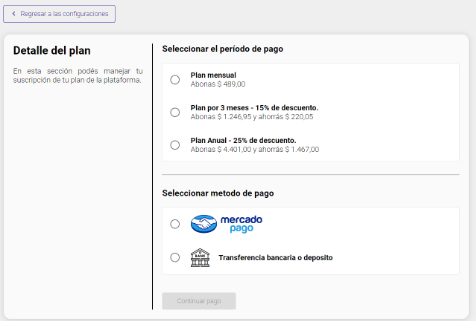 Regresar a las configuraciones
Detalle del plan
En esta sección podés manejar tu
suscripción de tu plan de la plataforma.
Seleccionar el período de pago
Plan mensual
Abonas $ 489,00
Plan por 3 meses - 15% de descuento.
Abonas $ 1.246,95 y ahorrás $ 220,05
Plan Anual - 25% de descuento.
Abonas $ 4.401,00 y ahorrás $ 1.467,00
Seleccionar metodo de pago
mercado
pago
BANK
Transferencia bancaria o deposito
Continuar pago